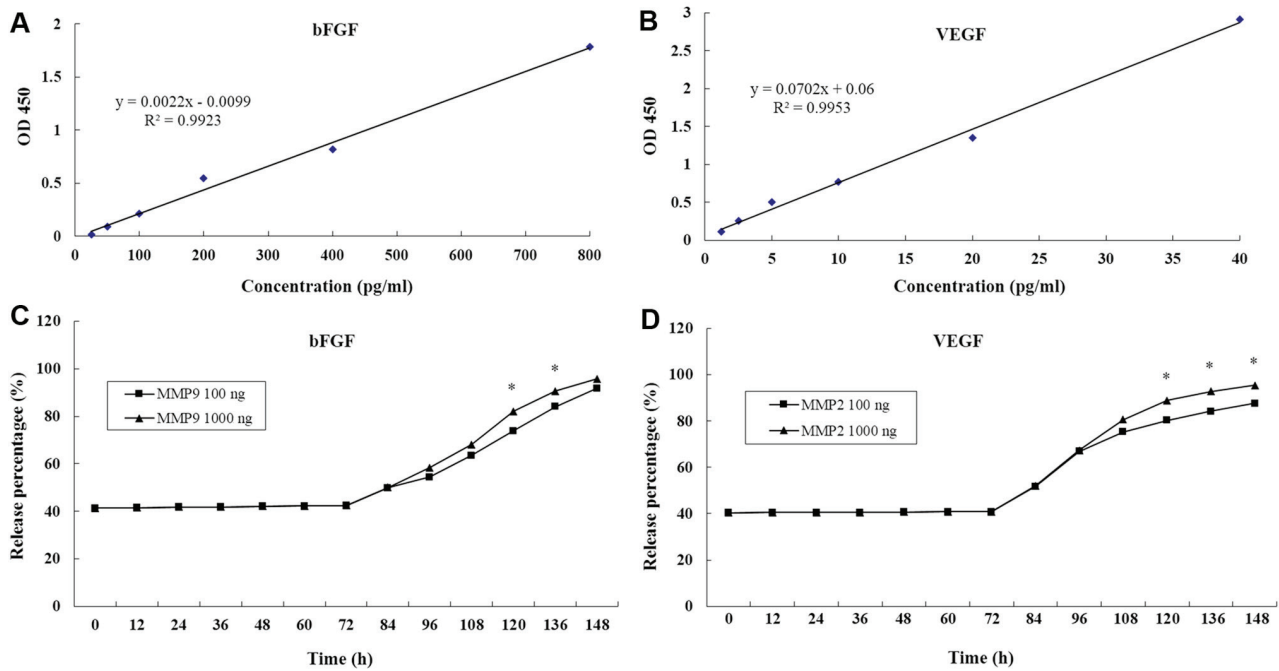 A
bFGF
2
1.5
1
0.5
0
OD 450
y = 0.0022x - 0.0099
R² = 0.9923
0 100 200 300 400 500 600 700 800
Concentration (pg/ml)
B
VEGF
3
2.5
2
1.5
1
0.5
0
OD 450
y = 0.0702x + 0.06
R² = 0.9953
0 5 10 15 20 25 30 35 40
Concentration (pg/ml)
C
bFGF
120
100
80
60
40
20
0
Release percentagee (%)
MMP9 100 ng
MMP9 1000 ng
* *
0 12 24 36 48 60 72 84 96 108 120 136 148
Time (h)
D
VEGF
120
100
80
60
40
20
0
Release percentagee (%)
MMP2 100 ng
MMP2 1000 ng
* * *
0 12 24 36 48 60 72 84 96 108 120 136 148
Time (h)